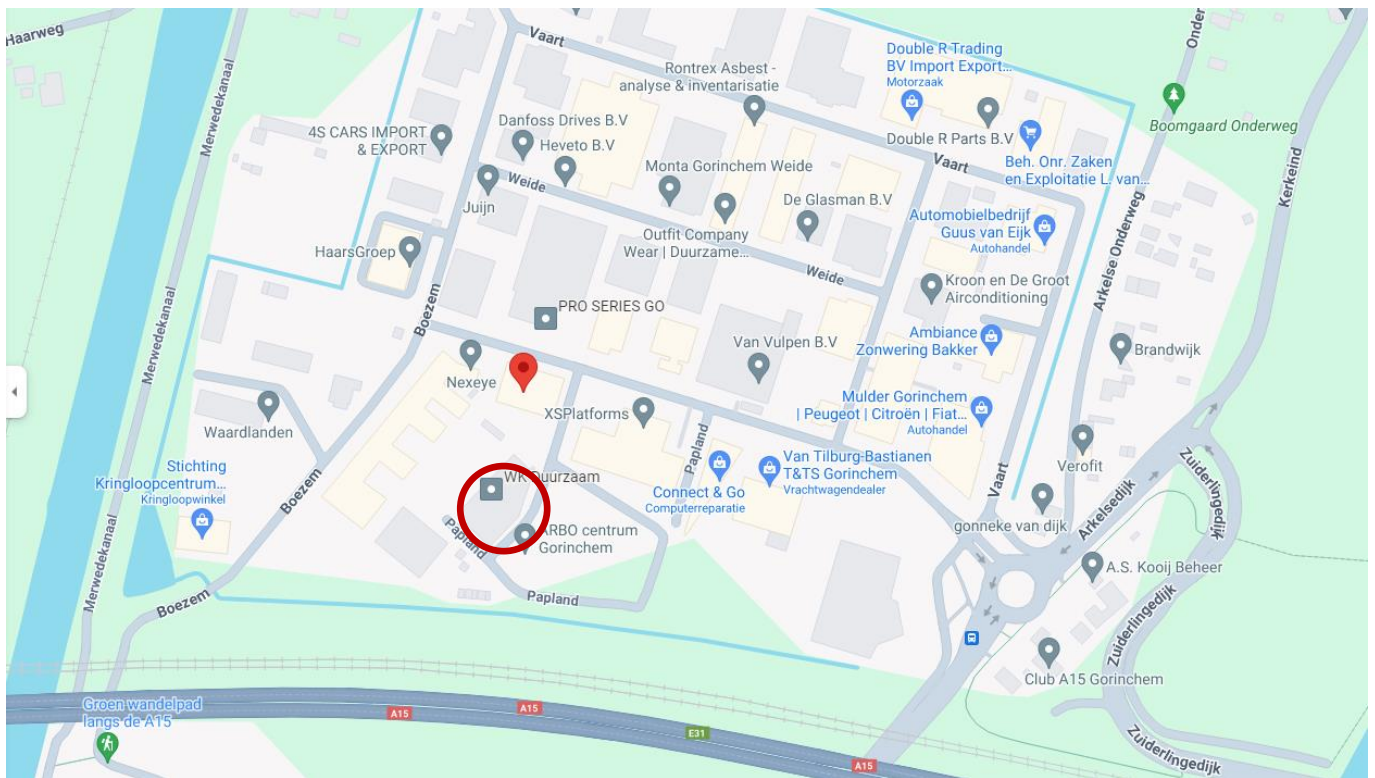 Haarweg
Merwedekanaal
Vaart
Rontrex Asbest -
analyse & inventarisatie
Double R Trading
BV Import Export...
Motorzaak
Boomgaard Onderweg
4S CARS IMPORT
& EXPORT
Danfoss Drives B.V
Heveto B.V
Double R Parts B.V
Beh. Onr. Zaken
en Exploitatie L. van...
Vaart
Kerkeind
Monta Gorinchem Weide
Weide
Juijn
De Glasman B.V
Automobielbedrijf
Guus van Eijk
Autohandel
Arkelse Onderweg
Outfit Company
Wear | Duurzame...
HaarsGroep
Weide
Kroon en De Groot
Airconditioning
PRO SERIES GO
Boezem
Merwedekanaal
Van Vulpen B.V
Ambiance
Zonwering Bakker
Brandwijk
Nexeye
Mulder Gorinchem
| Peugeot | Citroën | Fiat...
Autohandel
XSPlatforms
Waardlanden
Papland
Van Tilburg-Bastianen
T&TS Gorinchem
Vrachtwagendealer
Verofit
Zuiderlingedijk
Stichting
Kringloopcentrum...
Kringloopwinkel
Boezem
WK Duurzaam
Connect & Go
Computerreparatie
Vaart
Arkelsedijk
gonneke van dijk
Papland
ARBO centrum
Gorinchem
A.S. Kooij Beheer
Merwedekanaal
Boezem
Papland
Zuiderlingedijk
Club A15 Gorinchem
Groen wandelpad
langs de A15
A15
A15
E31
A15
Zuiderlingedijk